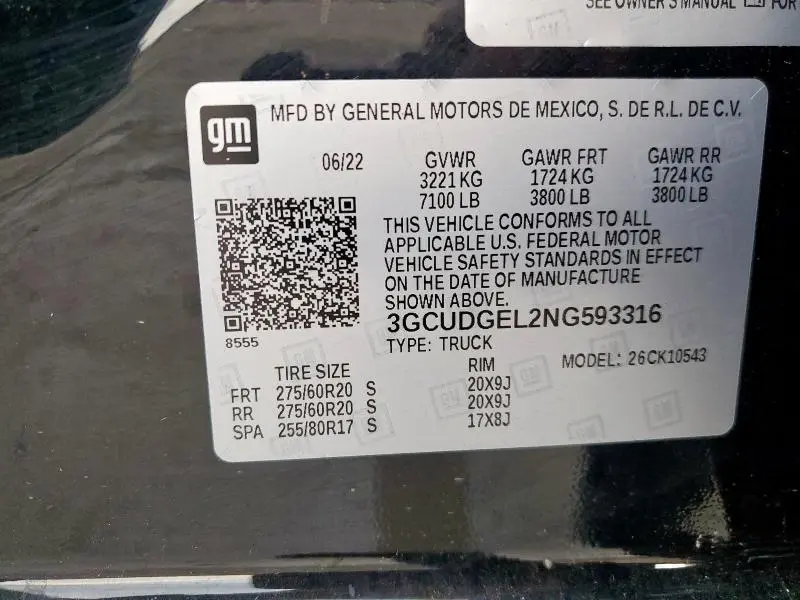 SEE OWNER'S MANUAL FOR
gm
MFD BY GENERAL MOTORS DE MEXICO, S. DE R.L. DE C.V.
06/22 GVWR GAWR FRT GAWR RR
3221 KG 1724 KG 1724 KG
7100 LB 3800 LB 3800 LB
THIS VEHICLE CONFORMS TO ALL
APPLICABLE U.S. FEDERAL MOTOR
VEHICLE SAFETY STANDARDS IN EFFECT
ON THE DATE OF MANUFACTURE
SHOWN ABOVE.
3GCUDGEL2NG593316
8555
TYPE: TRUCK MODEL: 26CK10543
TIRE SIZE RIM
FRT 275/60R20 S 20X9J
RR 275/60R20 S 20X9J
SPA 255/80R17 S 17X8J